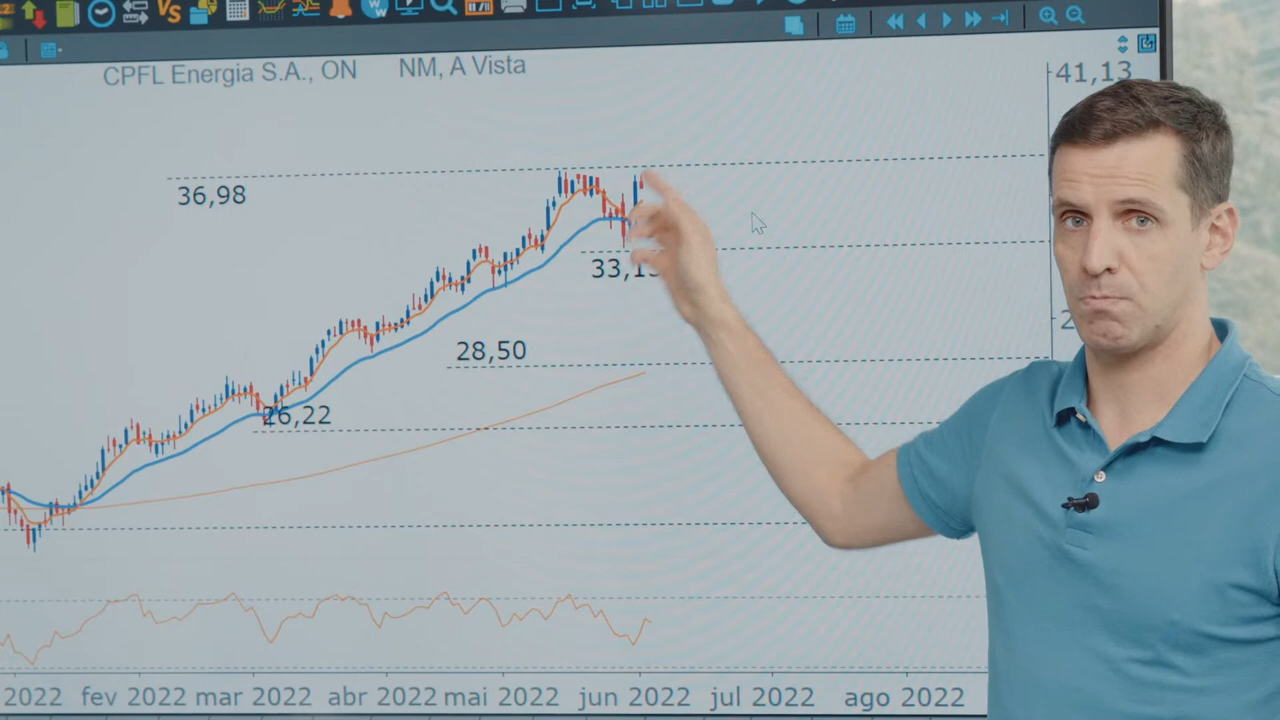 Vs
W
CPFL Energia S.A., ON NM, A Vista
41,13
36,98
28,50
26,22
2022 fev 2022 mar 2022 abr 2022 mai 2022 jun 2022 jul 2022 ago 2022